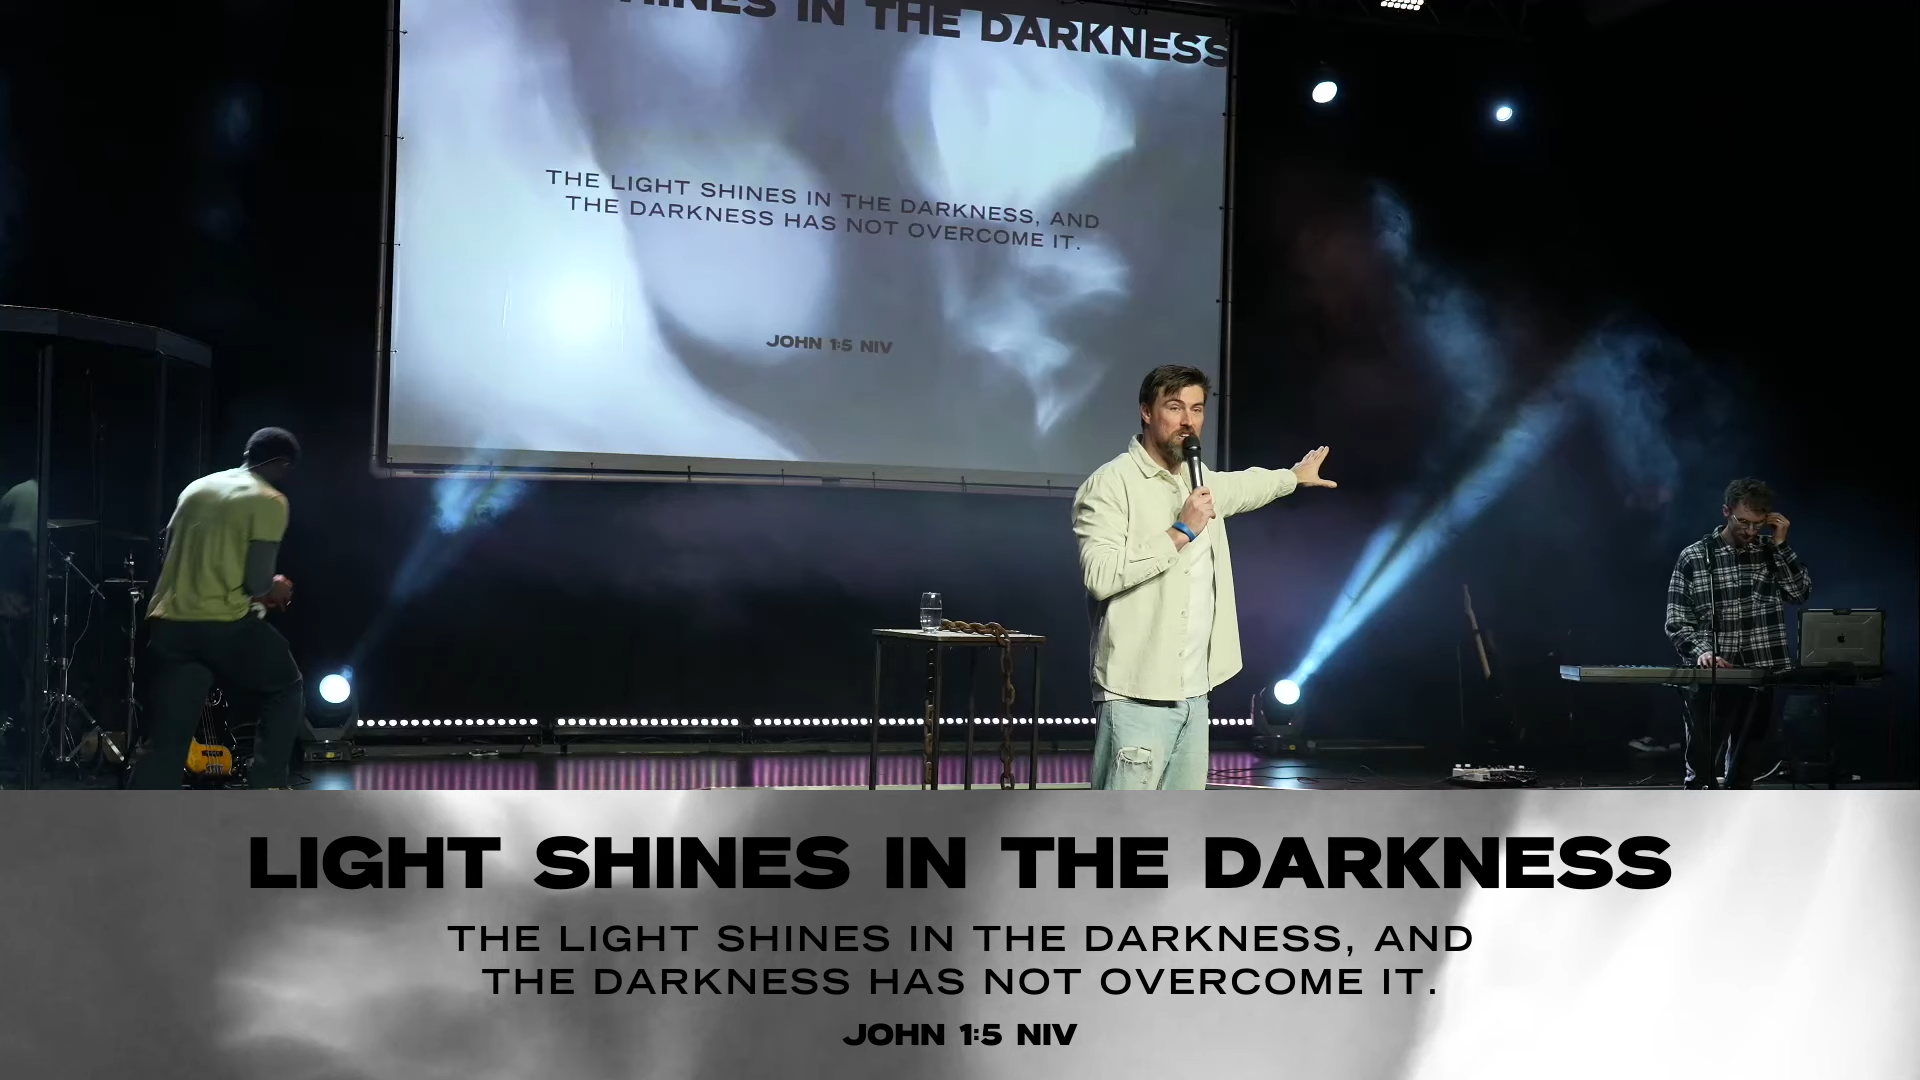 SHINES IN THE DARKNESS
THE LIGHT SHINES IN THE DARKNESS, AND
THE DARKNESS HAS NOT OVERCOME IT.
JOHN 1:5 NIV
LIGHT SHINES IN THE DARKNESS
THE LIGHT SHINES IN THE DARKNESS, AND
THE DARKNESS HAS NOT OVERCOME IT.
JOHN 1:5 NIV